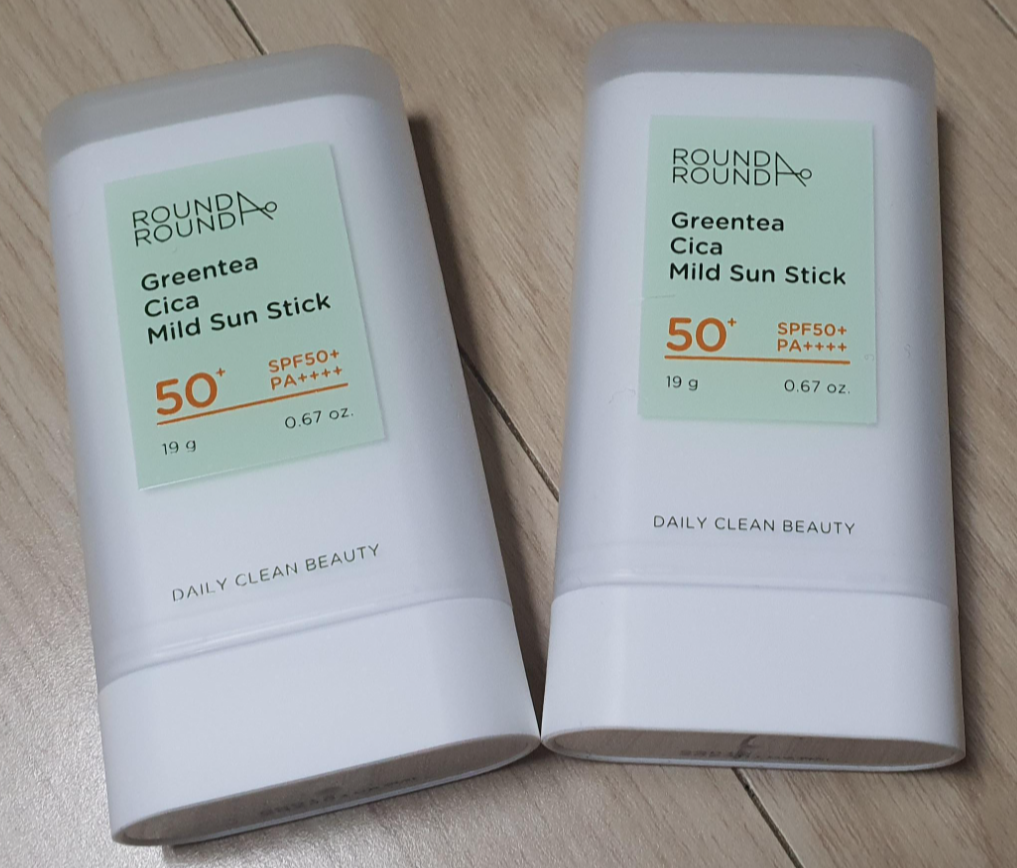 ROUND A
ROUND
Greentea
Cica
Mild Sun Stick
50+
SPF50+
PA++++
19 g
0.67 oz.
DAILY CLEAN BEAUTY
ROUND A
ROUND
Greentea
Cica
Mild Sun Stick
50+
SPF50+
PA++++
19 g
0.67 oz.
DAILY CLEAN BEAUTY